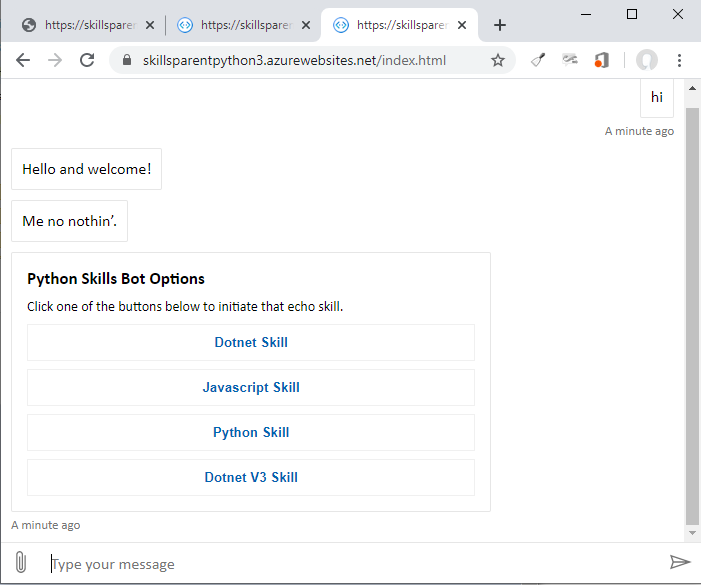 https://skillsparen
https://skillsparen
https://skillsparen
skillsparentpython3.azurewebsites.net/index.html
hi
A minute ago
Hello and welcome!
Me no nothin’.
Python Skills Bot Options
Click one of the buttons below to initiate that echo skill.
Dotnet Skill
Javascript Skill
Python Skill
Dotnet V3 Skill
A minute ago
Type your message